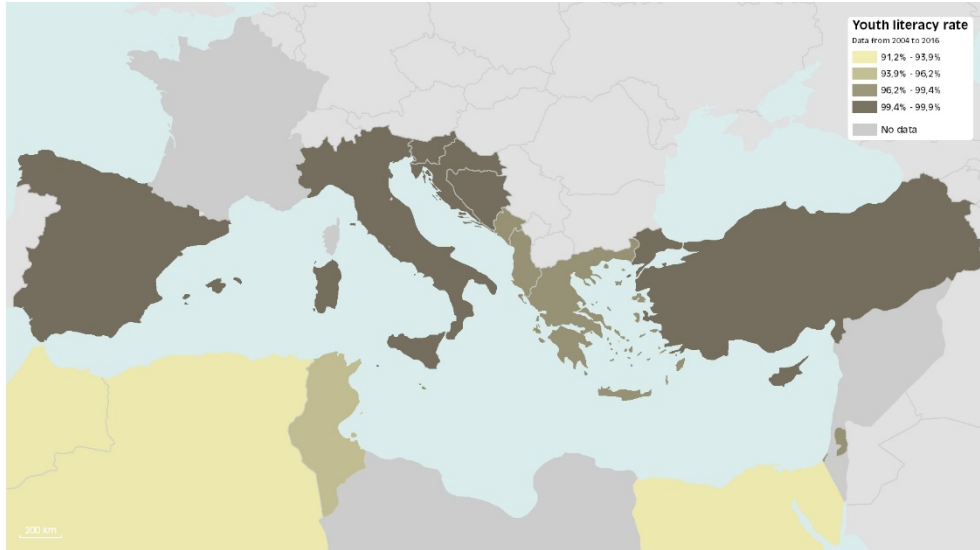 Youth literacy rate
Data from 2004 to 2016
91,2% - 93,9%
93,9% - 96,2%
96,2% - 99,4%
99,4% - 99,9%
No data
200 km